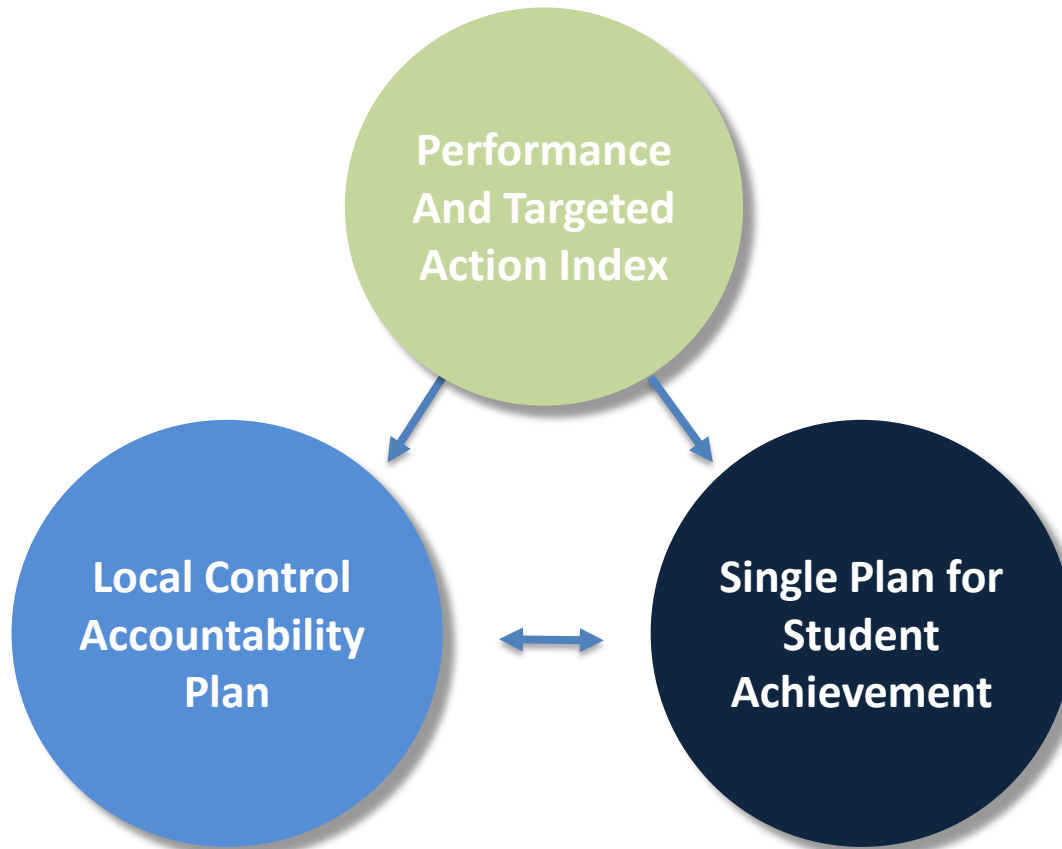 Performance
And Targeted
Action Index
Local Control
Accountability
Plan
Single Plan for
Student
Achievement